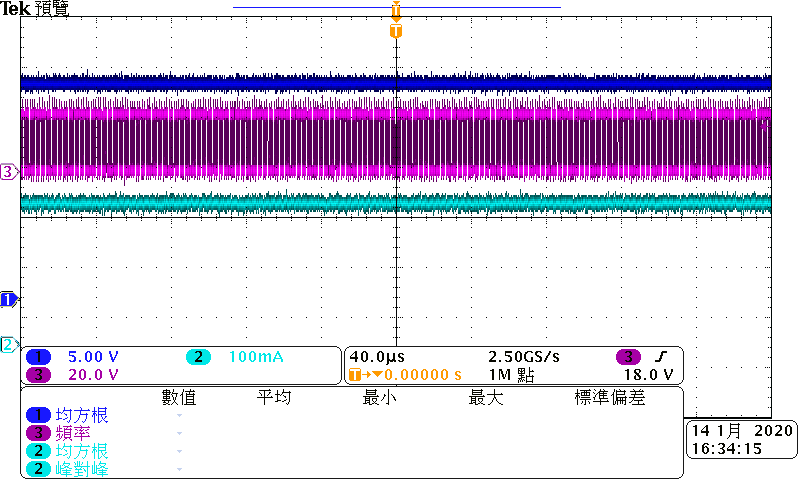 Tek 預覽
T
T
3
1
2
1 5.00 V 2 100mA
3 20.0 V
40.0µs 2.50GS/s 3
T→▼0.00000 s 1M 點 18.0 V
數值 平均 最小 最大 標準偏差
1 均方根 -
3 頻率 -
2 均方根 -
2 峰對峰 -
14 1月 2020
16:34:15